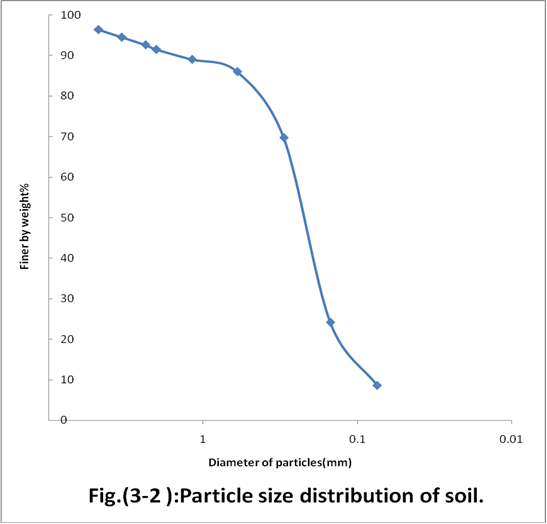 100
90
80
70
60
50
40
30
20
10
0
Finer by weight%
1 0.1 0.01
Diameter of particles(mm)
Fig.(3-2 ):Particle size distribution of soil.